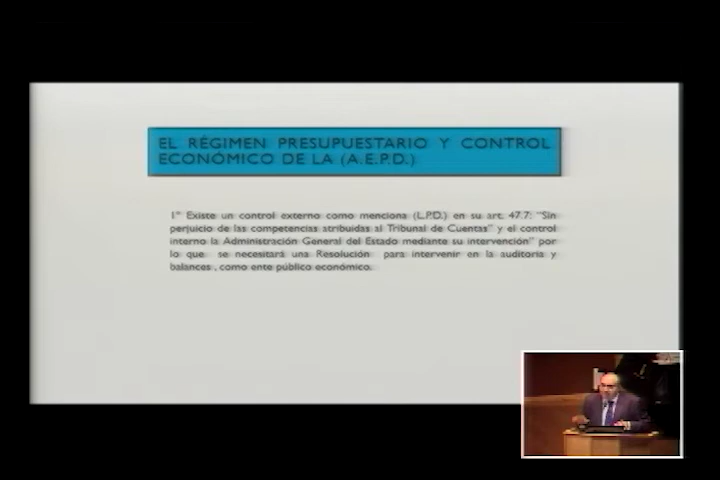 EL RÉGIMEN PRESUPUESTARIO Y CONTROL
ECONÓMICO DE LA (A.E.P.D.)
1º Existe un control externo como menciona (L.P.D.) en su art. 47.7: "Sin
perjuicio de las competencias atribuidas al Tribunal de Cuentas" y el control
interno la Administración General del Estado mediante su intervención" por
lo que se necesitará una Resolución para intervenir en la auditoria y
balances , como ente público económico.